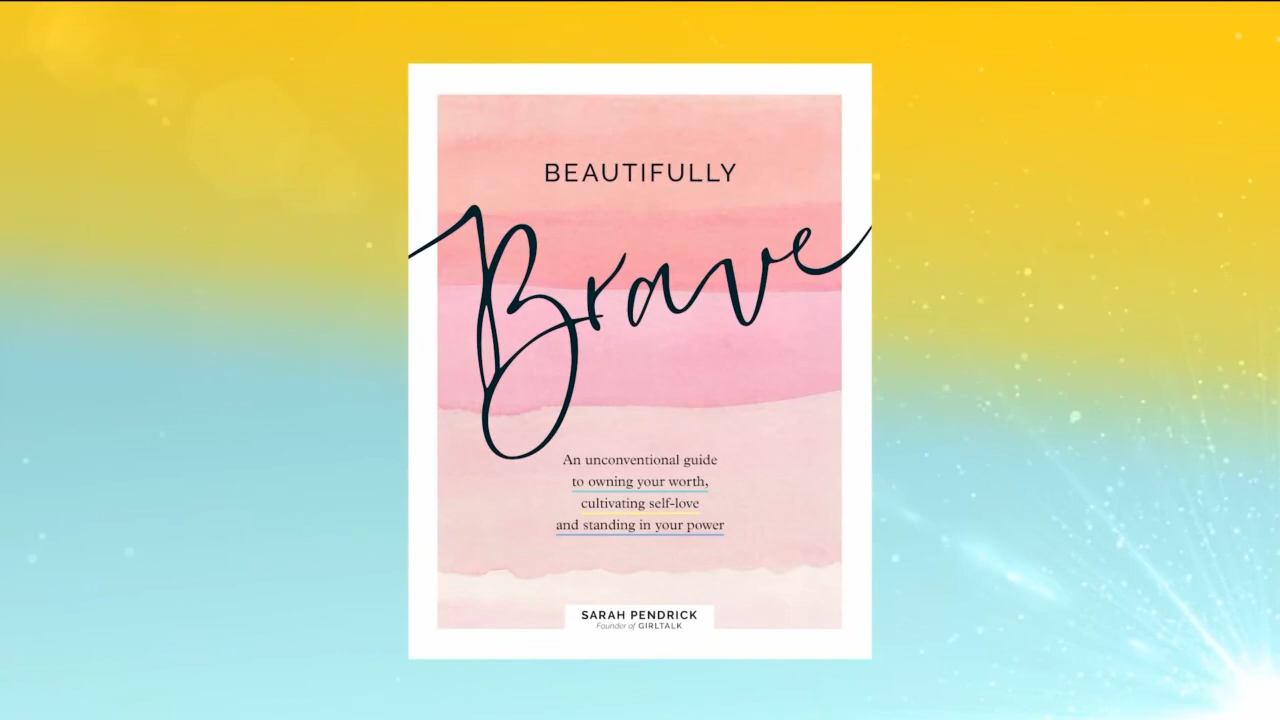 BEAUTIFULLY
Brave
An unconventional guide
to owning your worth,
cultivating self-love
and standing in your power
SARAH PENDRICK
Founder of GIRLTALK